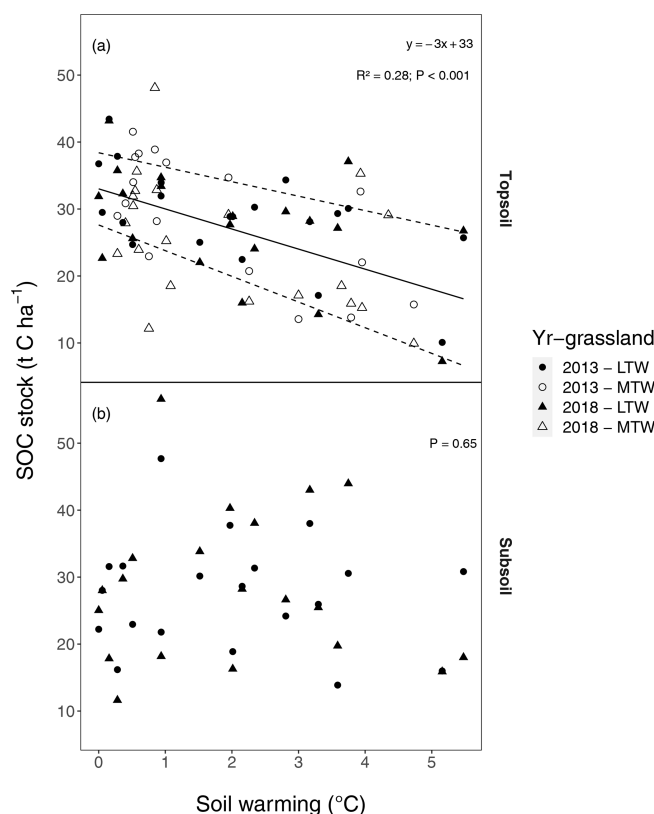 (a)
y = −3x + 33
R² = 0.28; P < 0.001
50
40
30
20
10
Topsoil
SOC stock (t C ha⁻¹)
(b)
P = 0.65
50
40
30
20
10
Subsoil
0 1 2 3 4 5
Soil warming (°C)
Yr−grassland
2013 − LTW
2013 − MTW
2018 − LTW
2018 − MTW